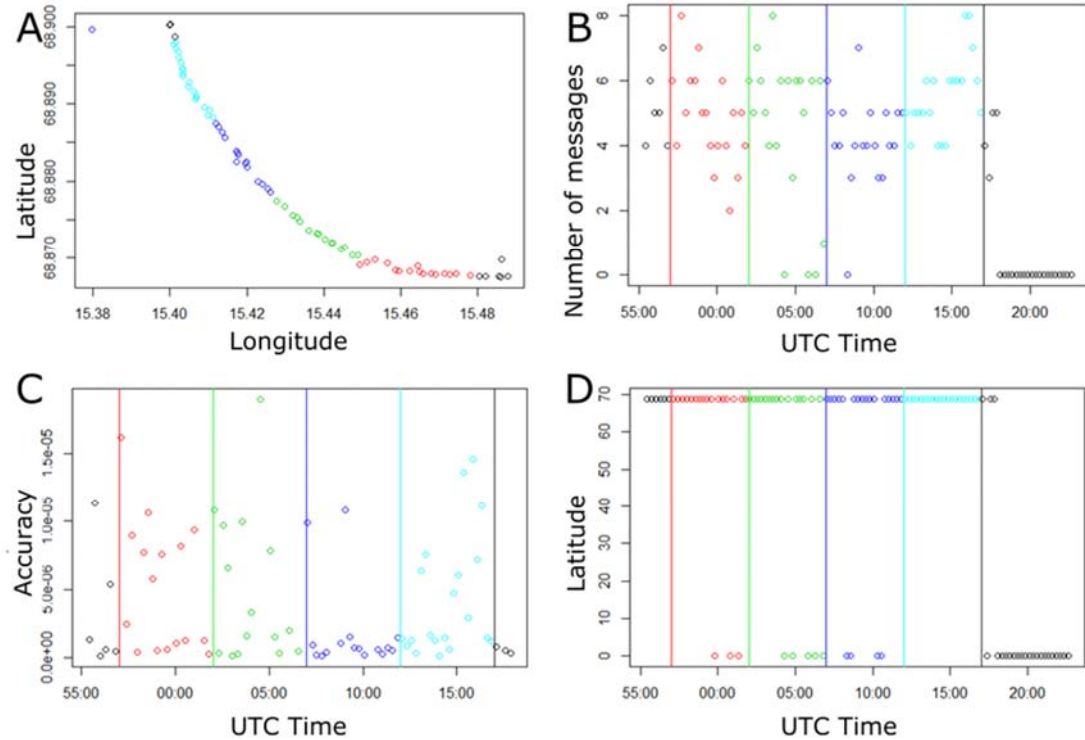 A
68.900
68.890
68.880
68.870
Latitude
15.38 15.40 15.42 15.44 15.46 15.48
Longitude
B
8
6
4
2
0
Number of messages
55:00 00:00 05:00 10:00 15:00 20:00
UTC Time
C
1.5e-05
1.0e-05
5.0e-06
0.0e+00
Accuracy
55:00 00:00 05:00 10:00 15:00
UTC Time
D
70
60
50
40
30
20
10
0
Latitude
55:00 00:00 05:00 10:00 15:00 20:00
UTC Time